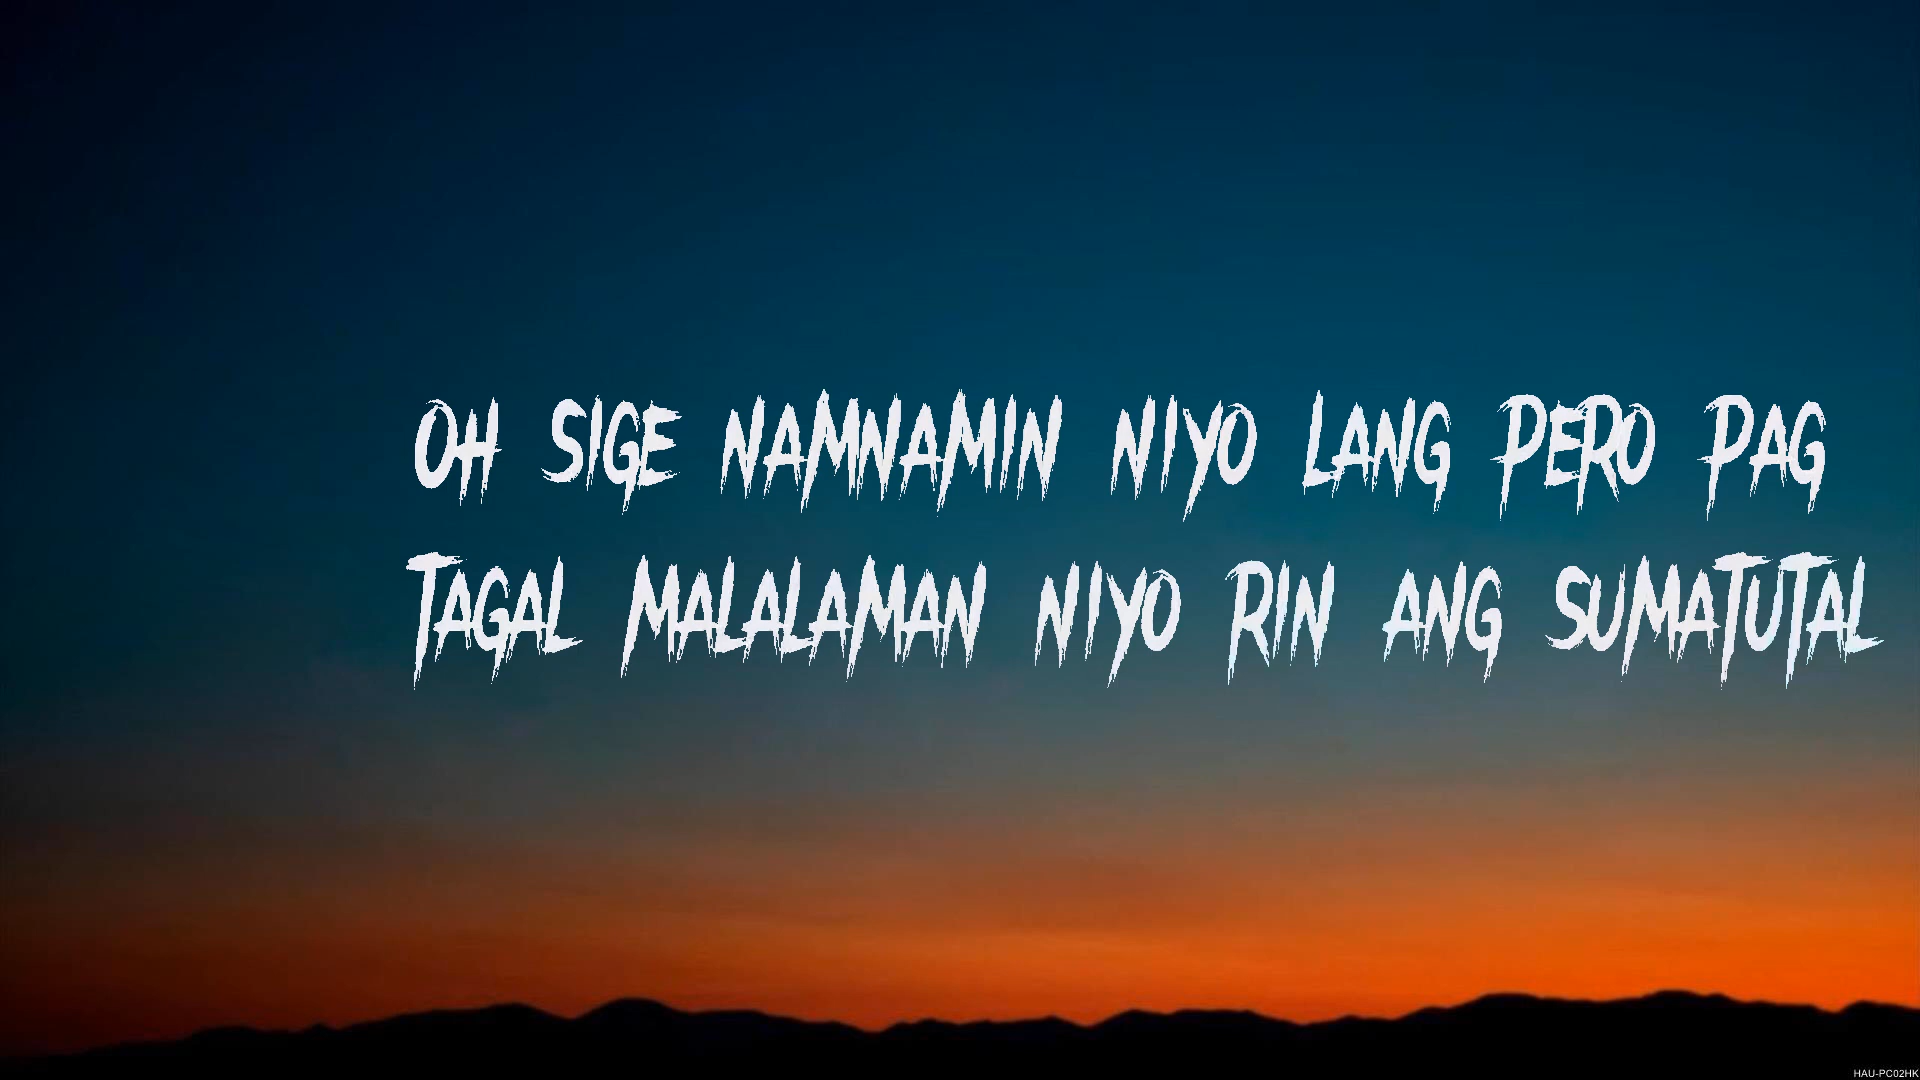 OH SIGE NAMNAMIN NIYO LANG PERO PAG
TAGAL MALALAMAN NIYO RIN ANG SUMATUTAL
HAU-PC02HK